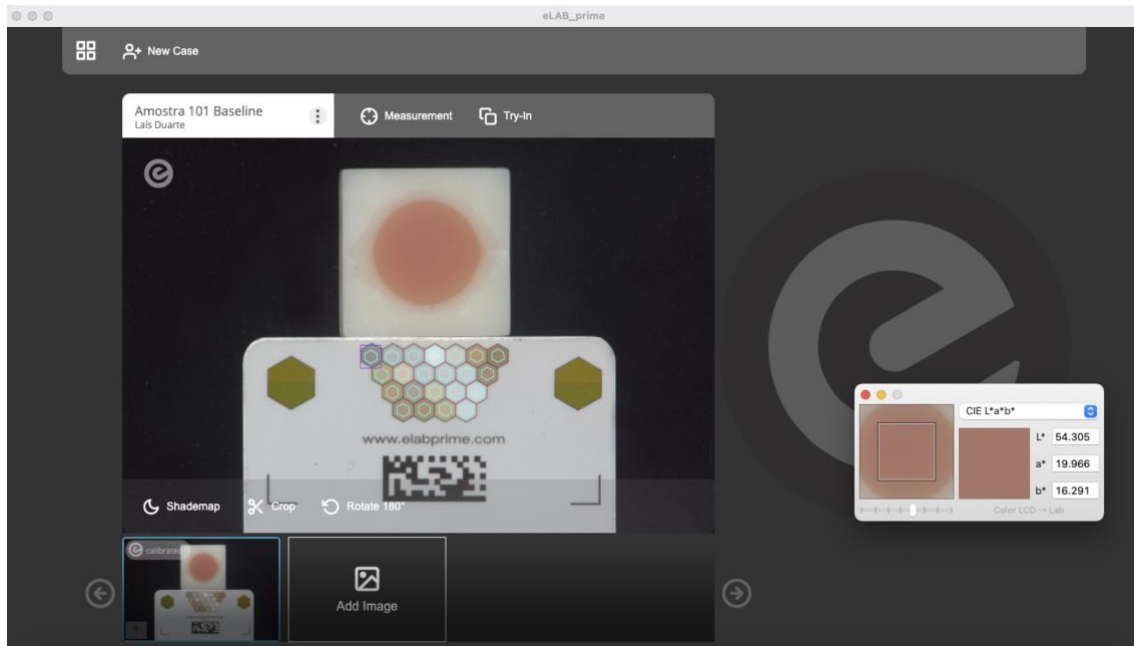 eLAB_prime
New Case
Amostra 101 Baseline
Laís Duarte
Measurement
Try-In
www.elabprime.com
Shademap
Crop
Rotate 180°
calibrated
1
Add Image
CIE L*a*b*
L* 54.305
a* 19.966
b* 16.291
Color LCD → Lab